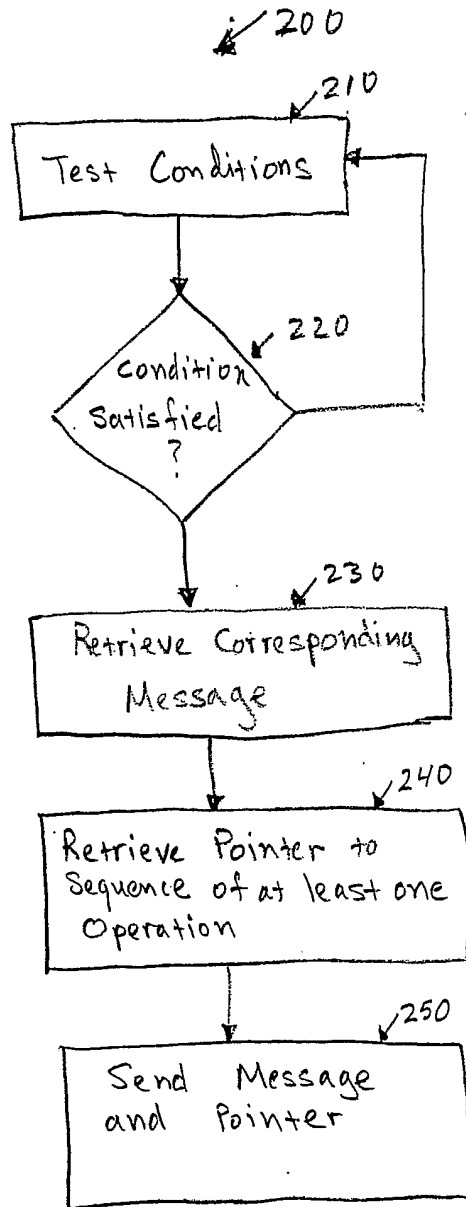 200
210
Test Conditions
220
Condition
Satisfied
?
230
Retrieve Corresponding
Message
240
Retrieve Pointer to
Sequence of at least one
Operation
250
Send Message
and Pointer